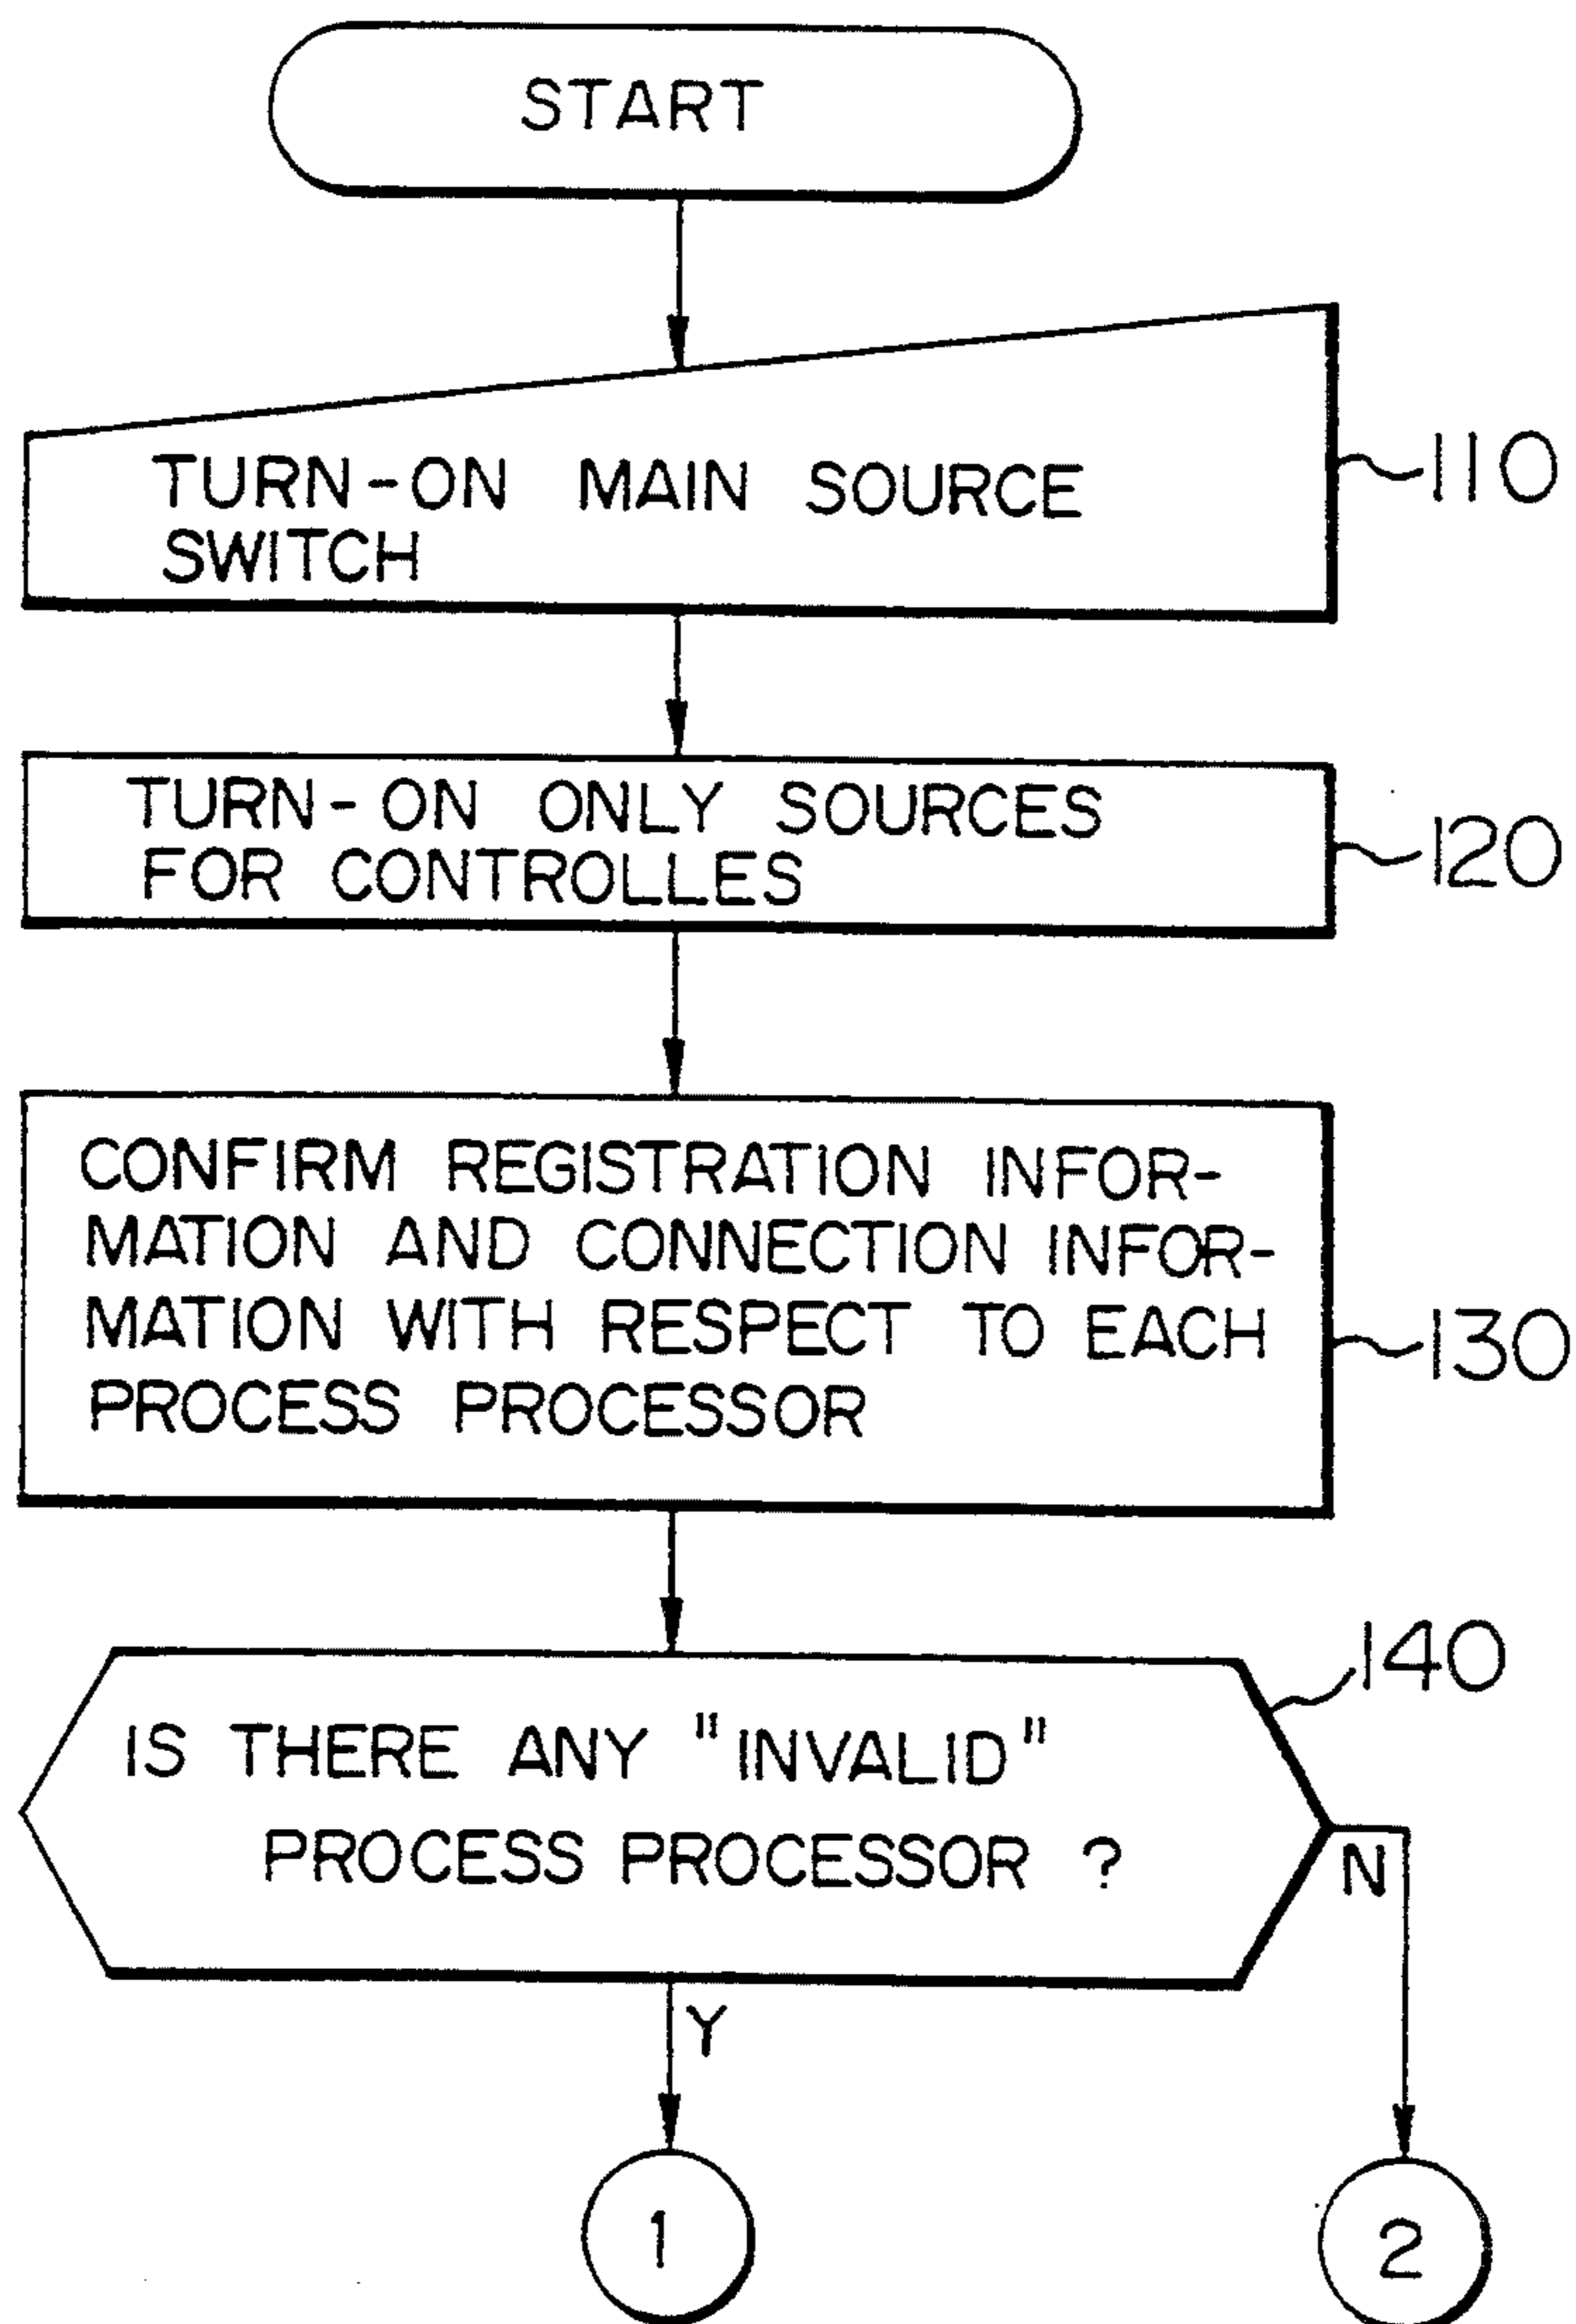 START
TURN-ON MAIN SOURCE
SWITCH
110
TURN-ON ONLY SOURCES
FOR CONTROLLES
120
CONFIRM REGISTRATION INFOR-
MATION AND CONNECTION INFOR-
MATION WITH RESPECT TO EACH
PROCESS PROCESSOR
130
140
IS THERE ANY "INVALID"
PROCESS PROCESSOR ?
N
Y
1
2